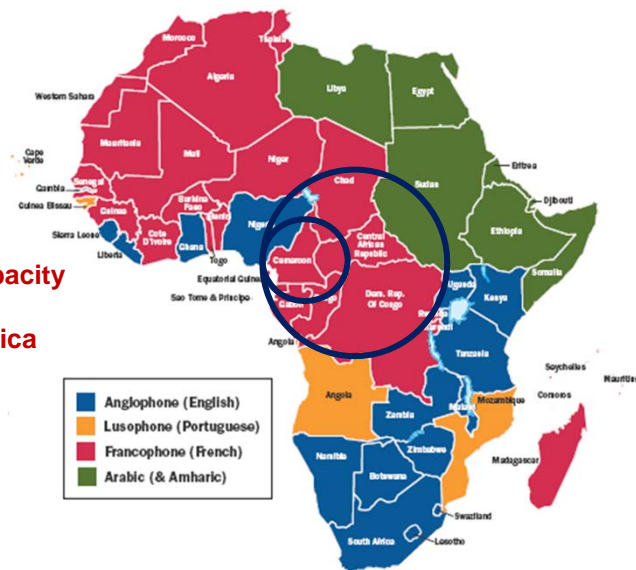 Morocco
Tunisia
Algeria
Libya
Egypt
Western Sahara
Mauritania
Mali
Niger
Chad
Sudan
Eritrea
Cape
Verde
Senegal
Gambia
Guinea Bissau
Guinea
Burkina
Faso
Benin
Djibouti
Sierra Leone
Cote
D'Ivoire
Ghana
Ethiopia
Central
African
Republic
Liberia
Togo
Cameroon
Somalia
pacity
Equatorial Guinea
Uganda
Kenya
Sao Tome & Principe
Gabon
Dem. Rep.
Of Congo
ica
Angola
Tanzania
Seychelles
Comoros
Angola
Zambia
Mozambique
Anglophone (English)
Lusophone (Portuguese)
Francophone (French)
Arabic (& Amharic)
Zimbabwe
Madagascar
Namibia
Botswana
Swaziland
South Africa
Lesotho